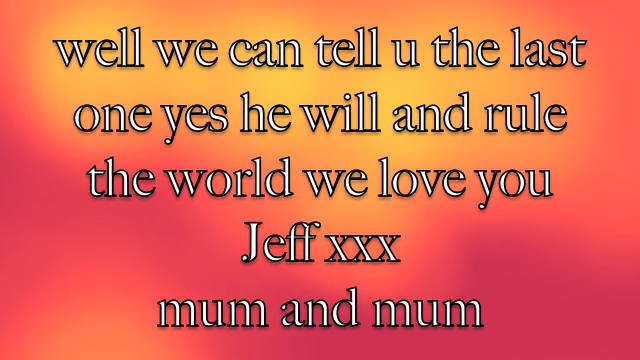 well we can tell u the last
one yes he will and rule
the world we love you
Jeff xxx
mum and mum